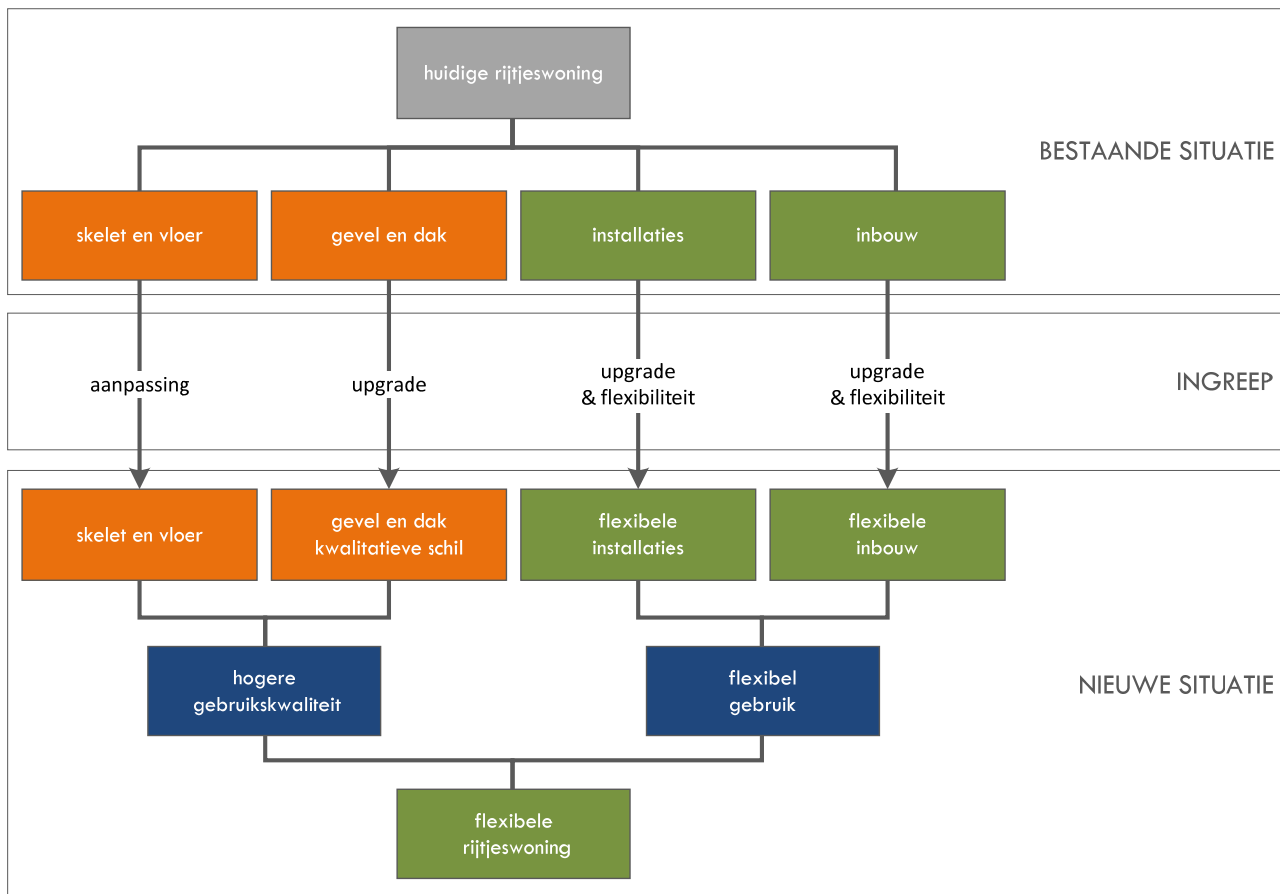 huidige rijtjeswoning
BESTAANDE SITUATIE
skelet en vloer
gevel en dak
installaties
inbouw
aanpassing
upgrade
upgrade
& flexibiliteit
upgrade
& flexibiliteit
INGREEP
skelet en vloer
gevel en dak
kwalitatieve schil
flexibele
installaties
flexibele
inbouw
hogere
gebruikskwaliteit
flexibel
gebruik
NIEUWE SITUATIE
flexibele
rijtjeswoning